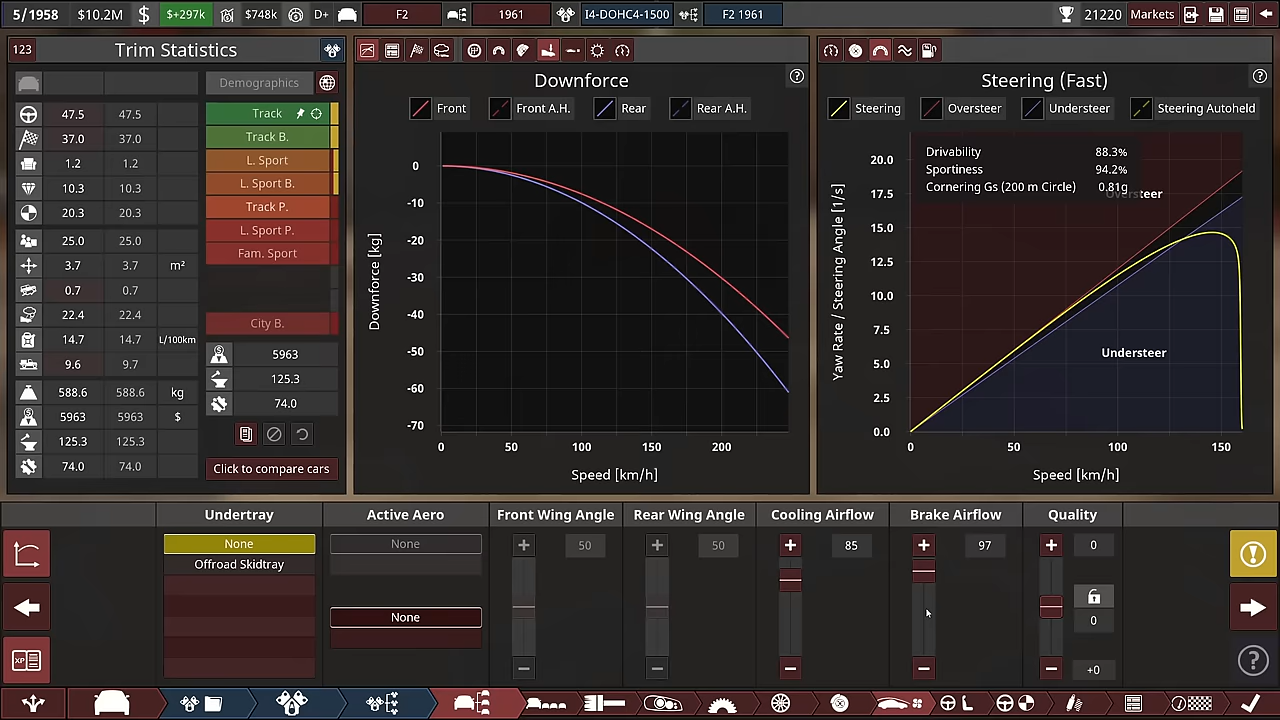 5/1958 $10.2M $+297k $748k D+ F2 1961 I4-DOHC4-1500 F2 1961 21220 Markets
123 Trim Statistics
Demographics
47.5 47.5
37.0 37.0
1.2 1.2
10.3 10.3
20.3 20.3
25.0 25.0
3.7 3.7 m²
0.7 0.7
22.4 22.4
14.7 14.7 L/100km
9.6 9.7
588.6 588.6 kg
5963 5963 $
125.3 125.3
74.0 74.0
Track
Track B.
L. Sport
L. Sport B.
Track P.
L. Sport P.
Fam. Sport
City B.
5963
125.3
74.0
Click to compare cars
Downforce
?
Front Front A.H. Rear Rear A.H.
Downforce [kg]
0
-10
-20
-30
-40
-50
-60
-70
0 50 100 150 200
Speed [km/h]
Steering (Fast)
?
Steering Oversteer Understeer Steering Autoheld
Yaw Rate / Steering Angle [1/s]
20.0
17.5
15.0
12.5
10.0
7.5
5.0
2.5
0.0
Drivability 88.3%
Sportiness 94.2%
Cornering Gs (200 m Circle) 0.81g
Oversteer
Understeer
0 50 100 150
Speed [km/h]
Undertray Active Aero Front Wing Angle Rear Wing Angle Cooling Airflow Brake Airflow Quality
None
Offroad Skidtray
None
None
+ 50
−
+ 50
−
+ 85
−
+ 97
−
+ 0
0
− +0
XP
?